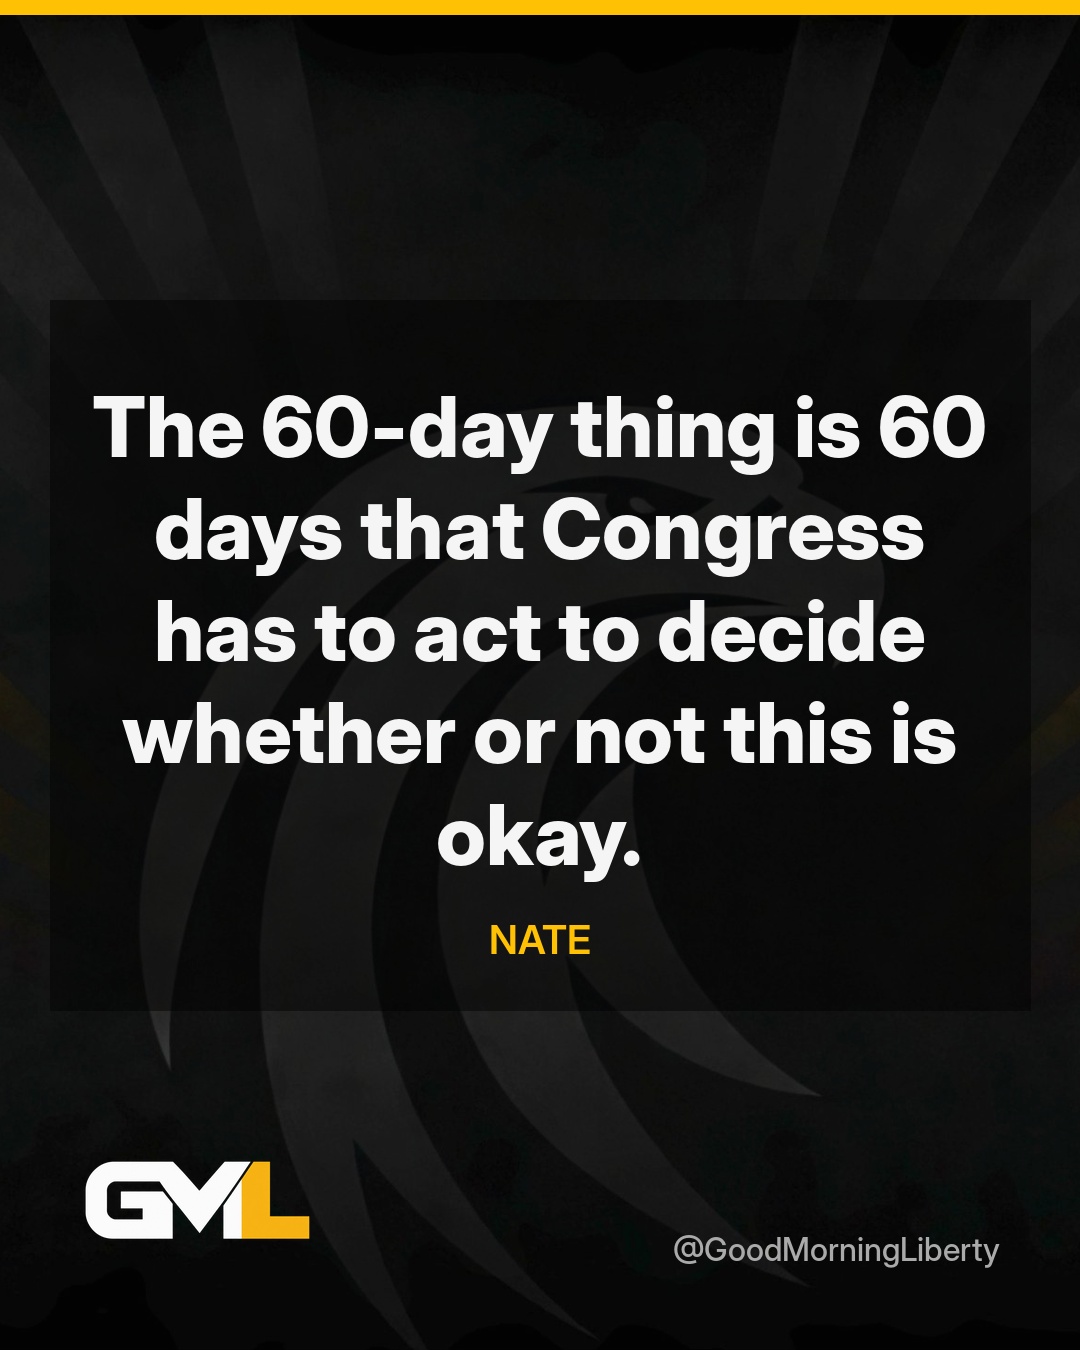 The 60-day thing is 60
days that Congress
has to act to decide
whether or not this is
okay.
NATE
GML
@GoodMorningLiberty